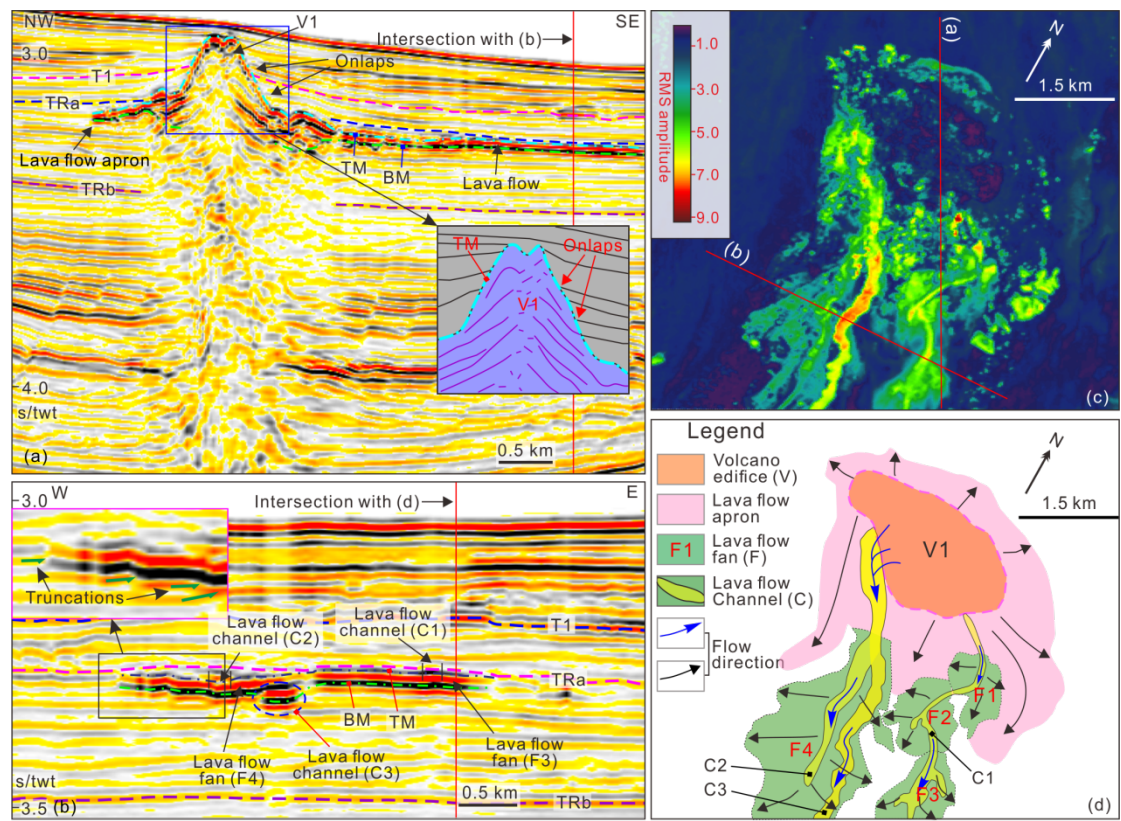 NW
V1
SE
Intersection with (b)
3.0
Onlaps
T1
TRa
Lava flow apron
TM
BM
Lava flow
TRb
TM
Onlaps
V1
4.0
s/twt
(a)
0.5 km
1.0
3.0
5.0
7.0
9.0
RMS amplitude
(a)
N
1.5 km
(b)
(c)
3.0
W
Intersection with (d)
E
Truncations
Lava flow
channel (C2)
Lava flow
channel (C1)
T1
TRa
BM
TM
Lava flow
fan (F4)
Lava flow
channel (C3)
Lava flow
fan (F3)
s/twt
(b)
0.5 km
3.5
TRb
Legend
Volcano
edifice (V)
Lava flow
apron
F1
Lava flow
fan (F)
Lava flow
Channel (C)
Flow
direction
N
1.5 km
V1
F1
F2
F4
C1
C2
C3
F3
(d)